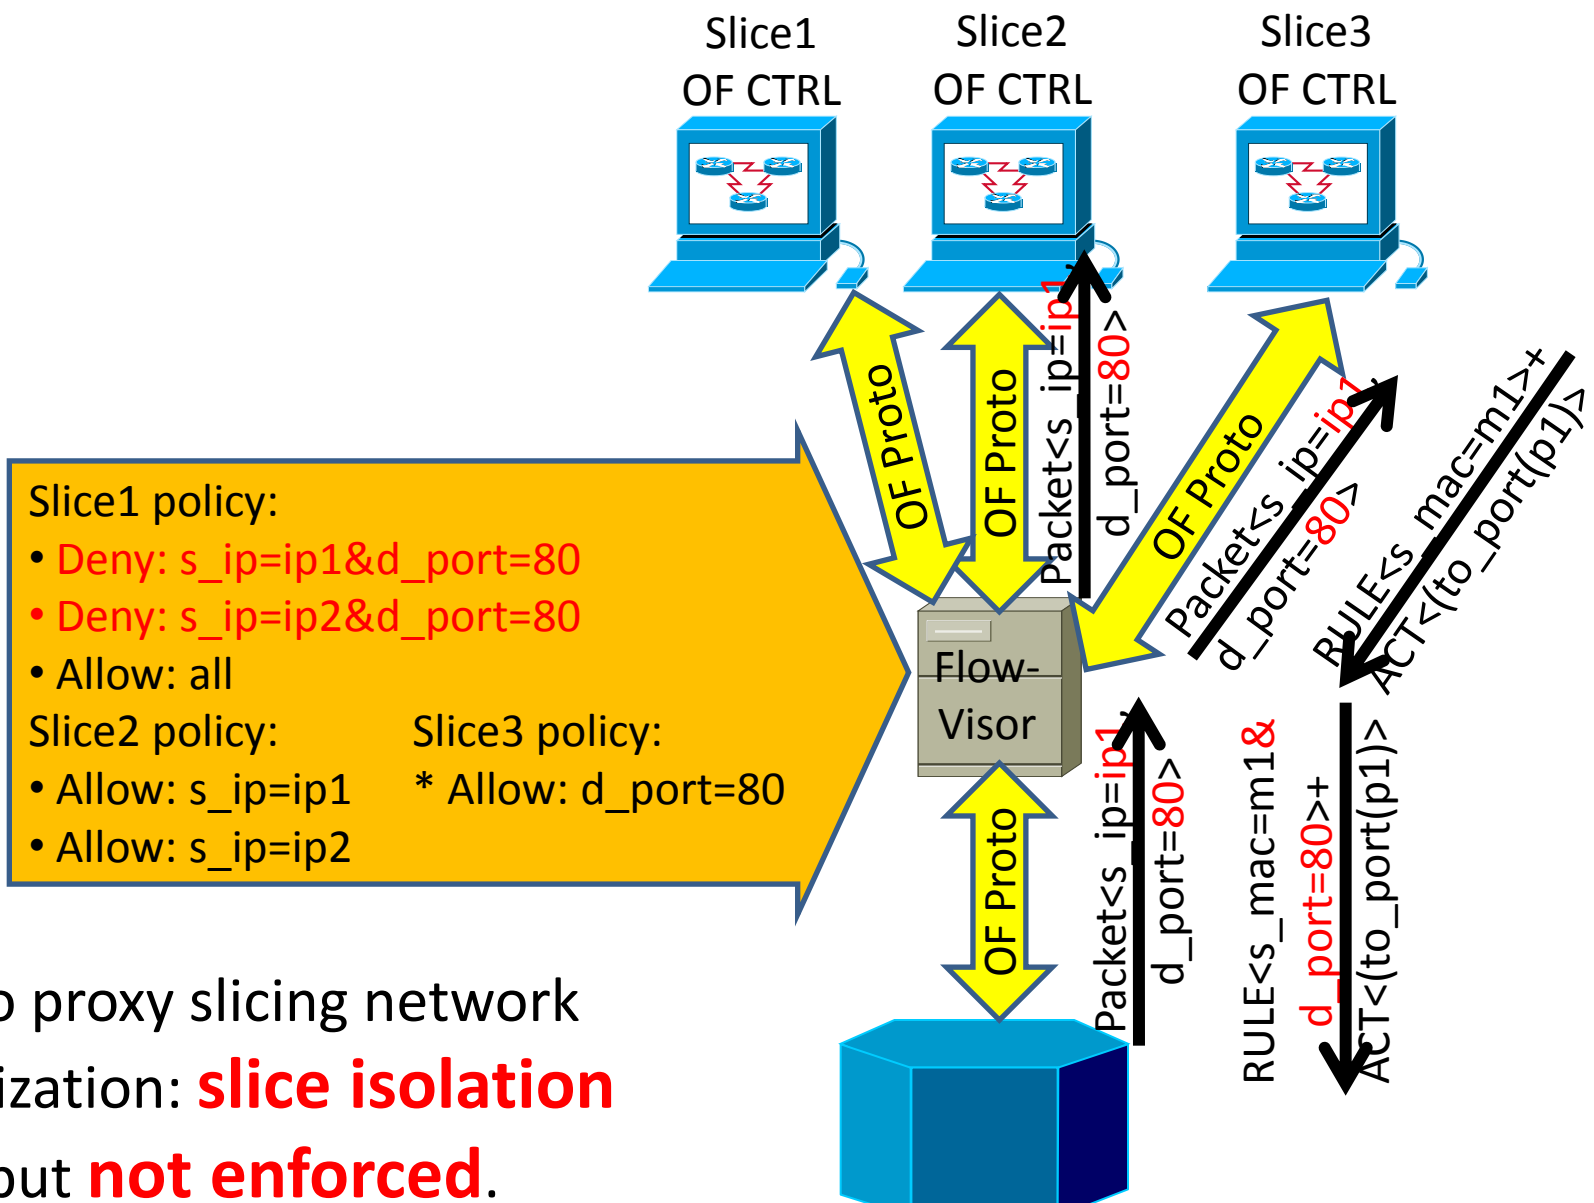 Slice1
OF CTRL
Slice2
OF CTRL
Slice3
OF CTRL
OF Proto
OF Proto
Packet<s_ip=ip1,
d_port=80>
OF Proto
Packet<s_ip=ip1,
d_port=80>
RULE<s_mac=m1>+
ACT<(to_port(p1)>
Slice1 policy:
• Deny: s_ip=ip1&d_port=80
• Deny: s_ip=ip2&d_port=80
• Allow: all
Slice2 policy:
• Allow: s_ip=ip1
• Allow: s_ip=ip2
Slice3 policy:
* Allow: d_port=80
Flow-
Visor
OF Proto
Packet<s_ip=ip1,
d_port=80>
RULE<s_mac=m1&
d_port=80>+
ACT<(to_port(p1)>
proxy slicing network
ization: slice isolation
but not enforced.